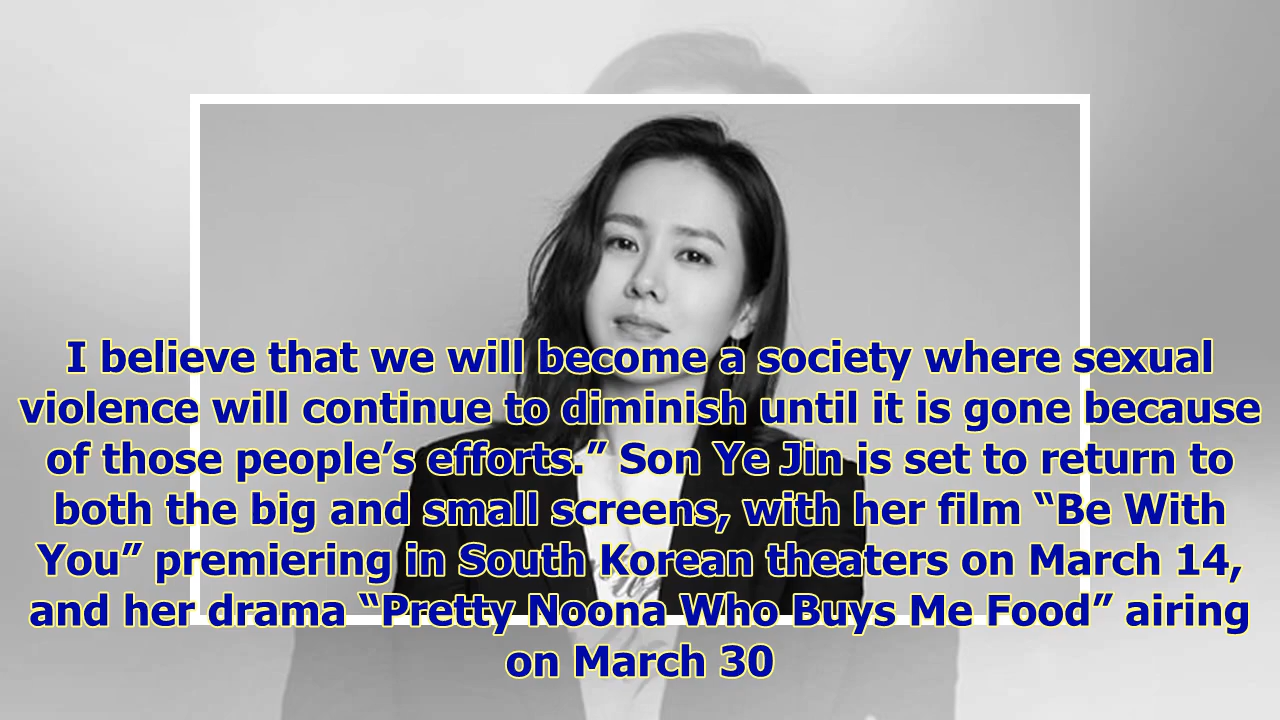 I believe that we will become a society where sexual
violence will continue to diminish until it is gone because
of those people’s efforts.” Son Ye Jin is set to return to
both the big and small screens, with her film “Be With
You” premiering in South Korean theaters on March 14,
and her drama “Pretty Noona Who Buys Me Food” airing
on March 30